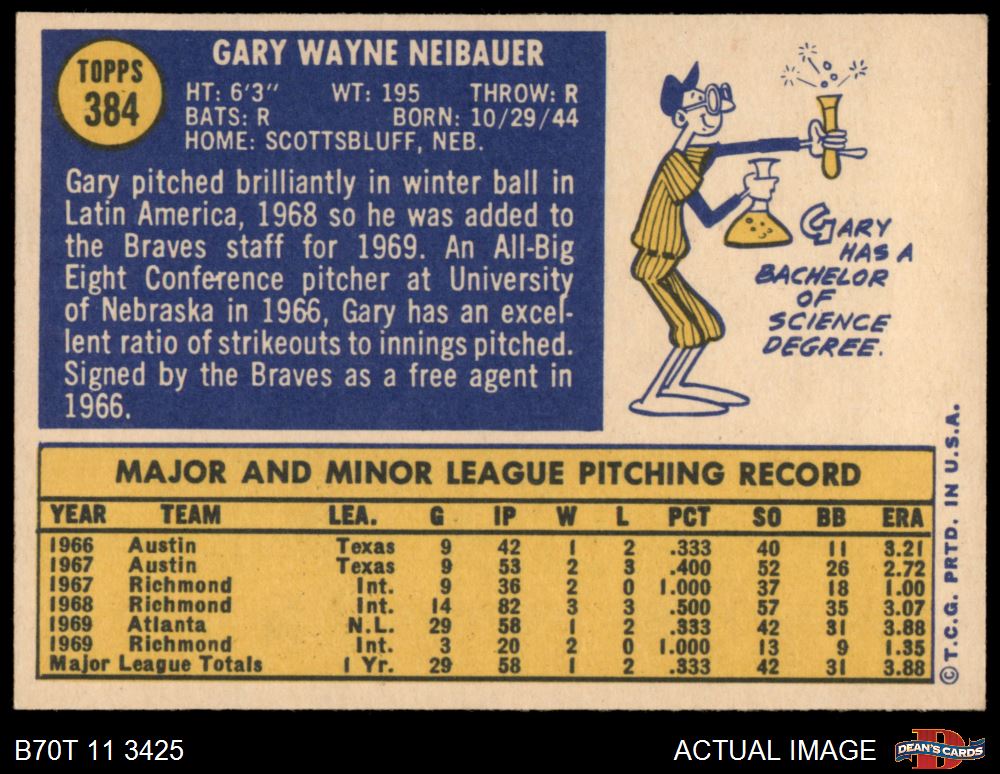 TOPPS
384
GARY WAYNE NEIBAUER
HT: 6'3" WT: 195 THROW: R
BATS: R BORN: 10/29/44
HOME: SCOTTSBLUFF, NEB.
Gary pitched brilliantly in winter ball in
Latin America, 1968 so he was added to
the Braves staff for 1969. An All-Big
Eight Conference pitcher at University
of Nebraska in 1966, Gary has an excel-
lent ratio of strikeouts to innings pitched.
Signed by the Braves as a free agent in
1966.
GARY
HAS A
BACHELOR
OF
SCIENCE
DEGREE.
MAJOR AND MINOR LEAGUE PITCHING RECORD
YEAR TEAM LEA. G IP W L PCT SO BB ERA
1966 Austin Texas 9 42 1 2 .333 40 11 3.21
1967 Austin Texas 9 53 2 3 .400 52 26 2.72
1967 Richmond Int. 9 36 2 0 1.000 37 18 1.00
1968 Richmond Int. 14 82 3 3 .500 57 35 3.07
1969 Atlanta N.L. 29 58 1 2 .333 42 31 3.88
1969 Richmond Int. 3 20 2 0 1.000 13 9 1.35
Major League Totals 1 Yr. 29 58 1 2 .333 42 31 3.88
© T.C.G. PRTD. IN U.S.A.
B70T 11 3425
ACTUAL IMAGE
D
DEAN'S CARDS